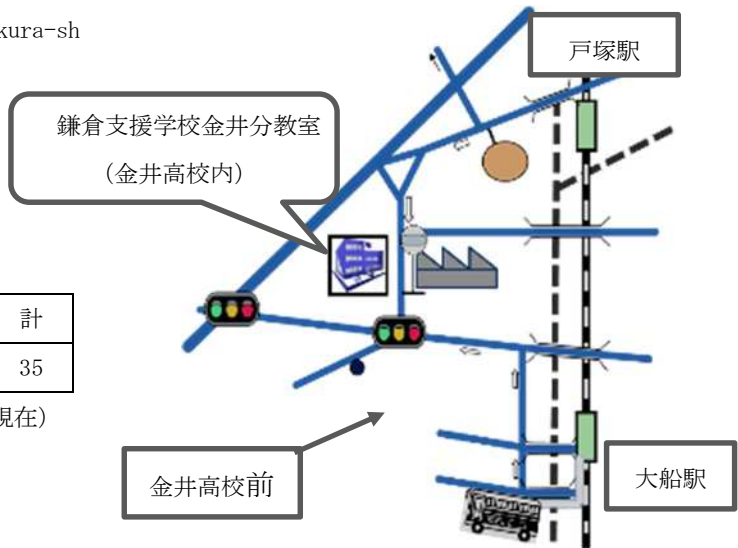 kura-sh
戸塚駅
鎌倉支援学校金井分教室
(金井高校内)
計
35
現在)
金井高校前
大船駅